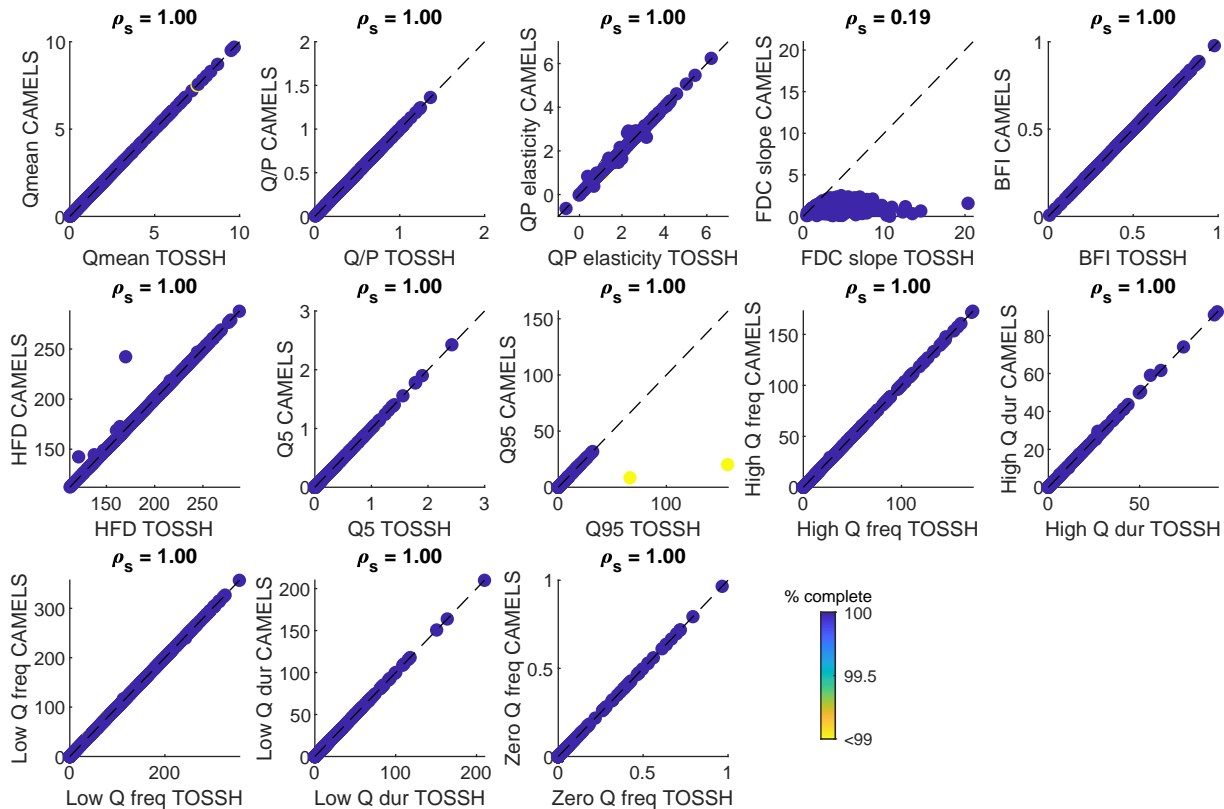 ρs = 1.00
10
5
0
0 5 10
Qmean CAMELS
Qmean TOSSH
ρs = 1.00
2
1.5
1
0.5
0
0 1 2
Q/P CAMELS
Q/P TOSSH
ρs = 1.00
6
4
2
0
0 2 4 6
QP elasticity CAMELS
QP elasticity TOSSH
ρs = 0.19
20
15
10
5
0
0 10 20
FDC slope CAMELS
FDC slope TOSSH
ρs = 1.00
1
0.5
0
0 0.5 1
BFI CAMELS
BFI TOSSH
ρs = 1.00
250
200
150
150 200 250
HFD CAMELS
HFD TOSSH
ρs = 1.00
3
2
1
0
0 1 2 3
Q5 CAMELS
Q5 TOSSH
ρs = 1.00
150
100
50
0
0 100
Q95 CAMELS
Q95 TOSSH
ρs = 1.00
150
100
50
0
0 100
High Q freq CAMELS
High Q freq TOSSH
ρs = 1.00
80
60
40
20
0
0 50
High Q dur CAMELS
High Q dur TOSSH
ρs = 1.00
300
200
100
0
0 200
Low Q freq CAMELS
Low Q freq TOSSH
ρs = 1.00
200
150
100
50
0
0 100 200
Low Q dur CAMELS
Low Q dur TOSSH
ρs = 1.00
1
0.5
0
0 0.5 1
Zero Q freq CAMELS
Zero Q freq TOSSH
% complete
100
99.5
<99